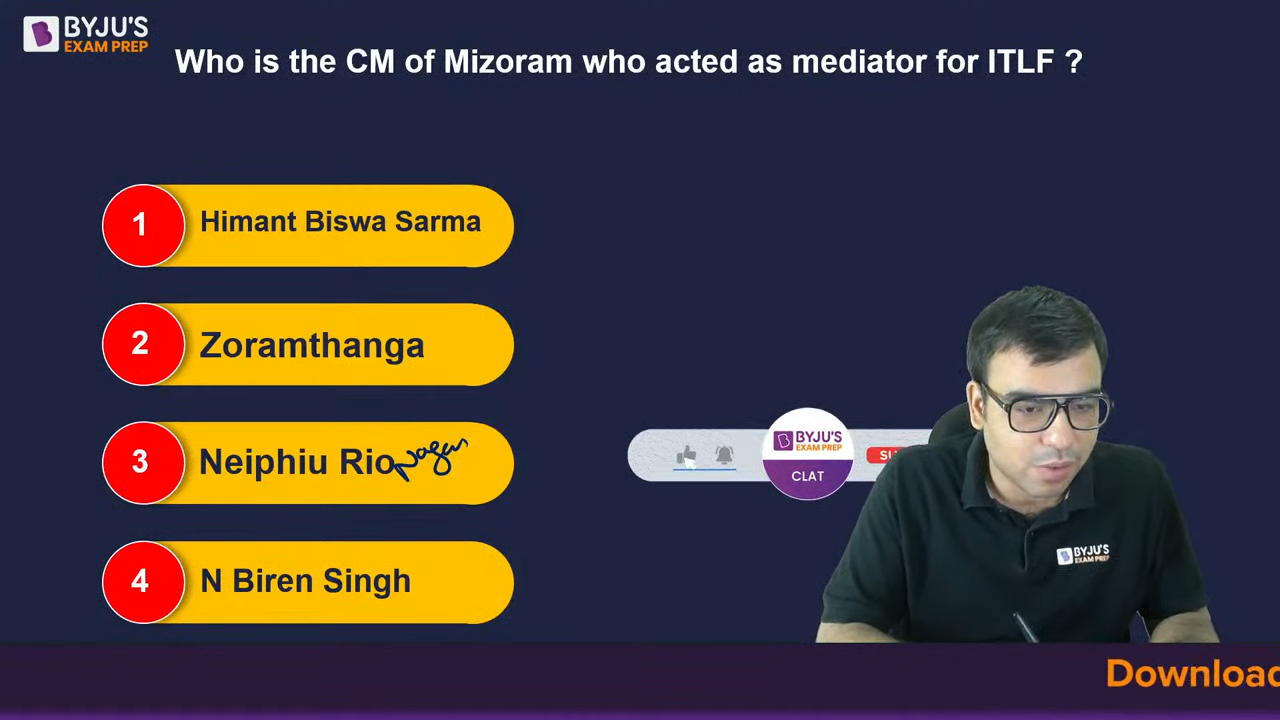 BYJU'S
EXAM PREP
Who is the CM of Mizoram who acted as mediator for ITLF ?
1
Himant Biswa Sarma
2
Zoramthanga
3
Neiphiu Rio
4
N Biren Singh
BYJU'S
EXAM PREP
CLAT
BYJU'S
EXAM PREP
Download